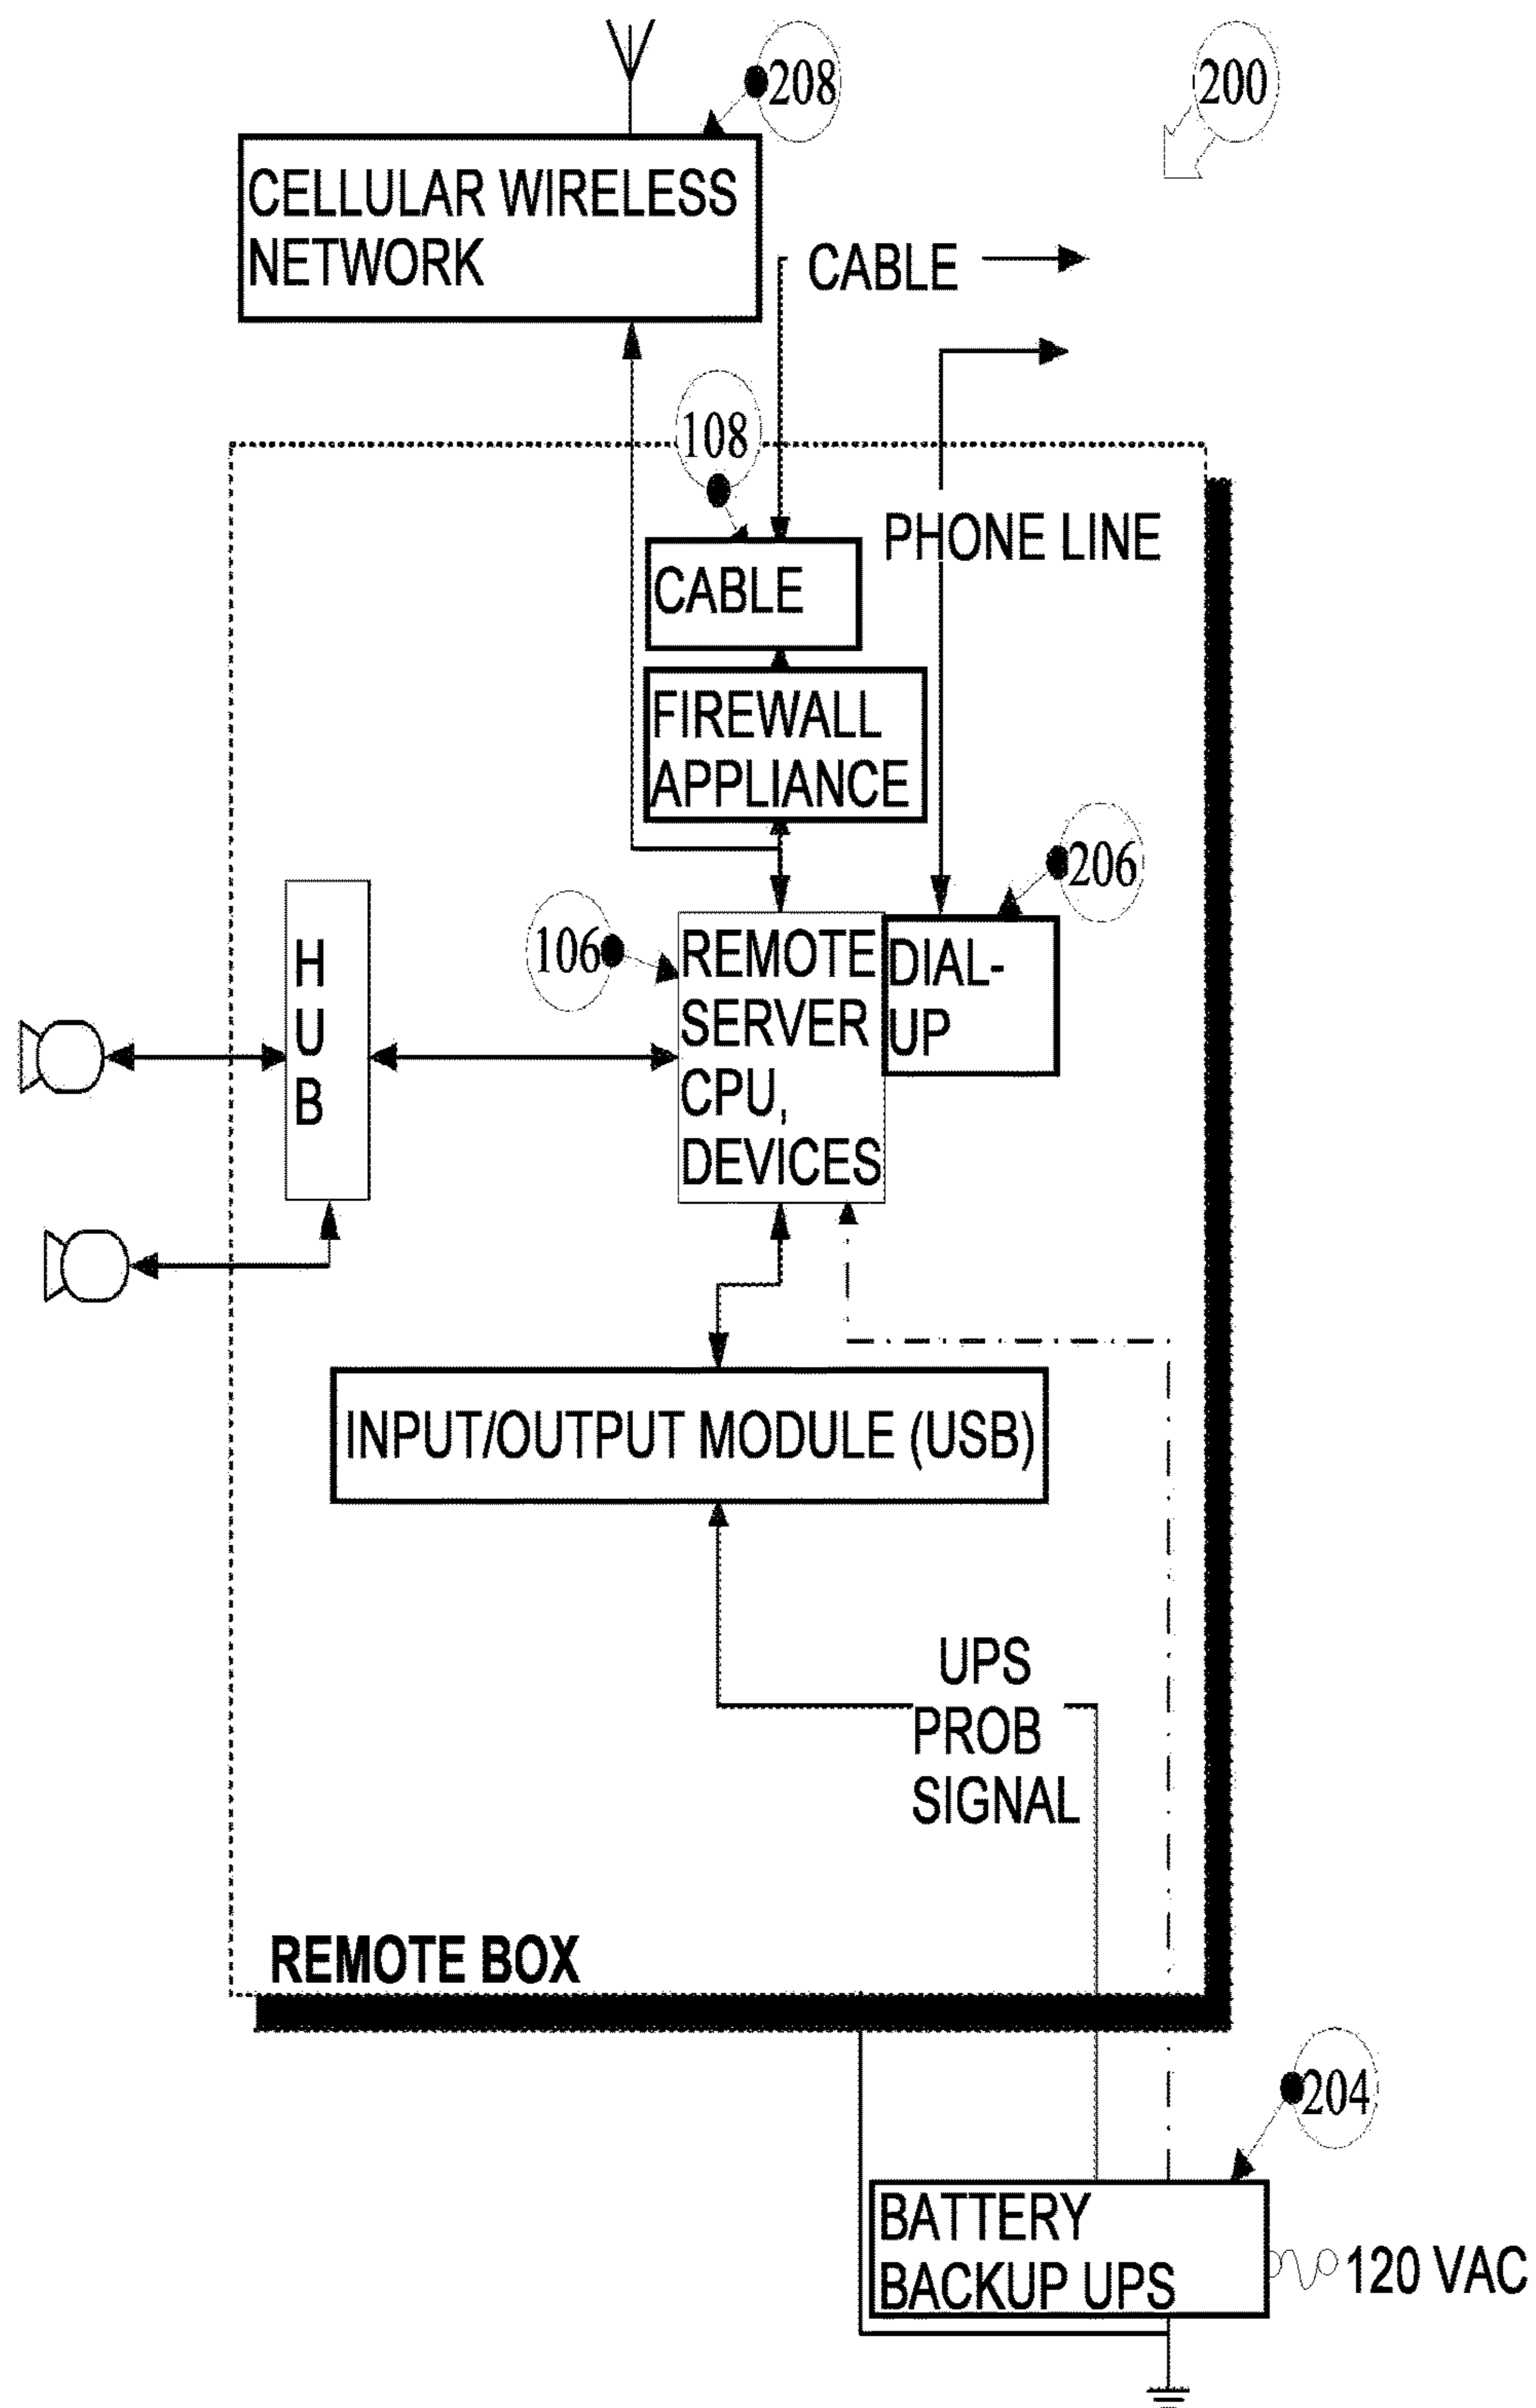 208
200
CELLULAR WIRELESS
NETWORK
CABLE
108
PHONE LINE
CABLE
FIREWALL
APPLIANCE
206
106
H
U
B
REMOTE
SERVER
CPU,
DEVICES
DIAL-
UP
INPUT/OUTPUT MODULE (USB)
UPS
PROB
SIGNAL
REMOTE BOX
204
BATTERY
BACKUP UPS
120 VAC